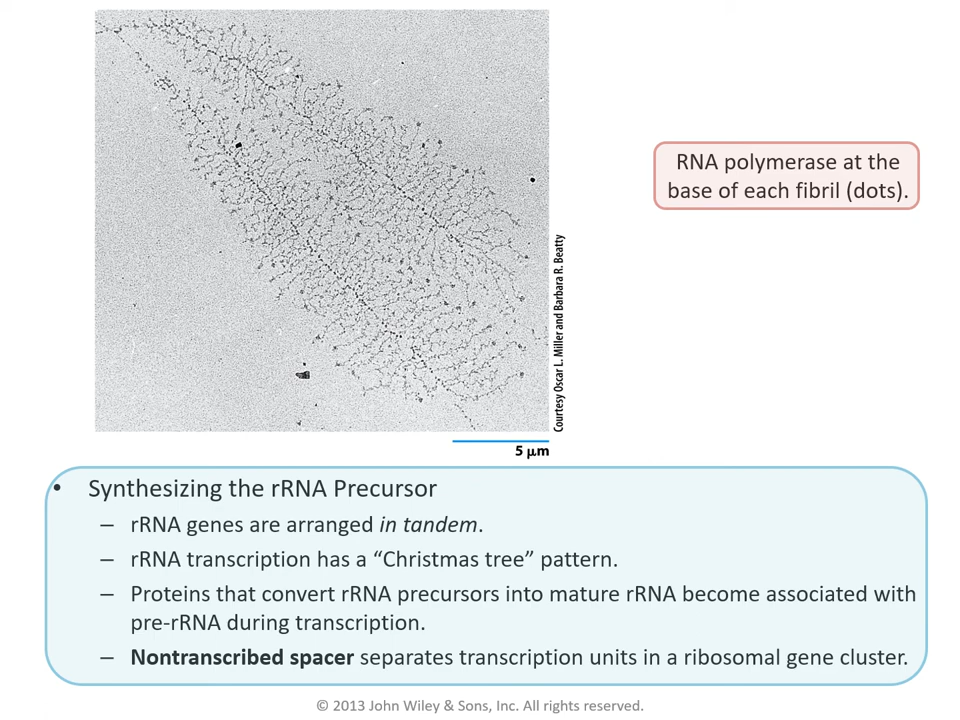 RNA polymerase at the
base of each fibril (dots).
Courtesy Oscar L. Miller and Barbara R. Beatty
5 μm
• Synthesizing the rRNA Precursor
– rRNA genes are arranged in tandem.
– rRNA transcription has a “Christmas tree” pattern.
– Proteins that convert rRNA precursors into mature rRNA become associated with
pre-rRNA during transcription.
– Nontranscribed spacer separates transcription units in a ribosomal gene cluster.
© 2013 John Wiley & Sons, Inc. All rights reserved.